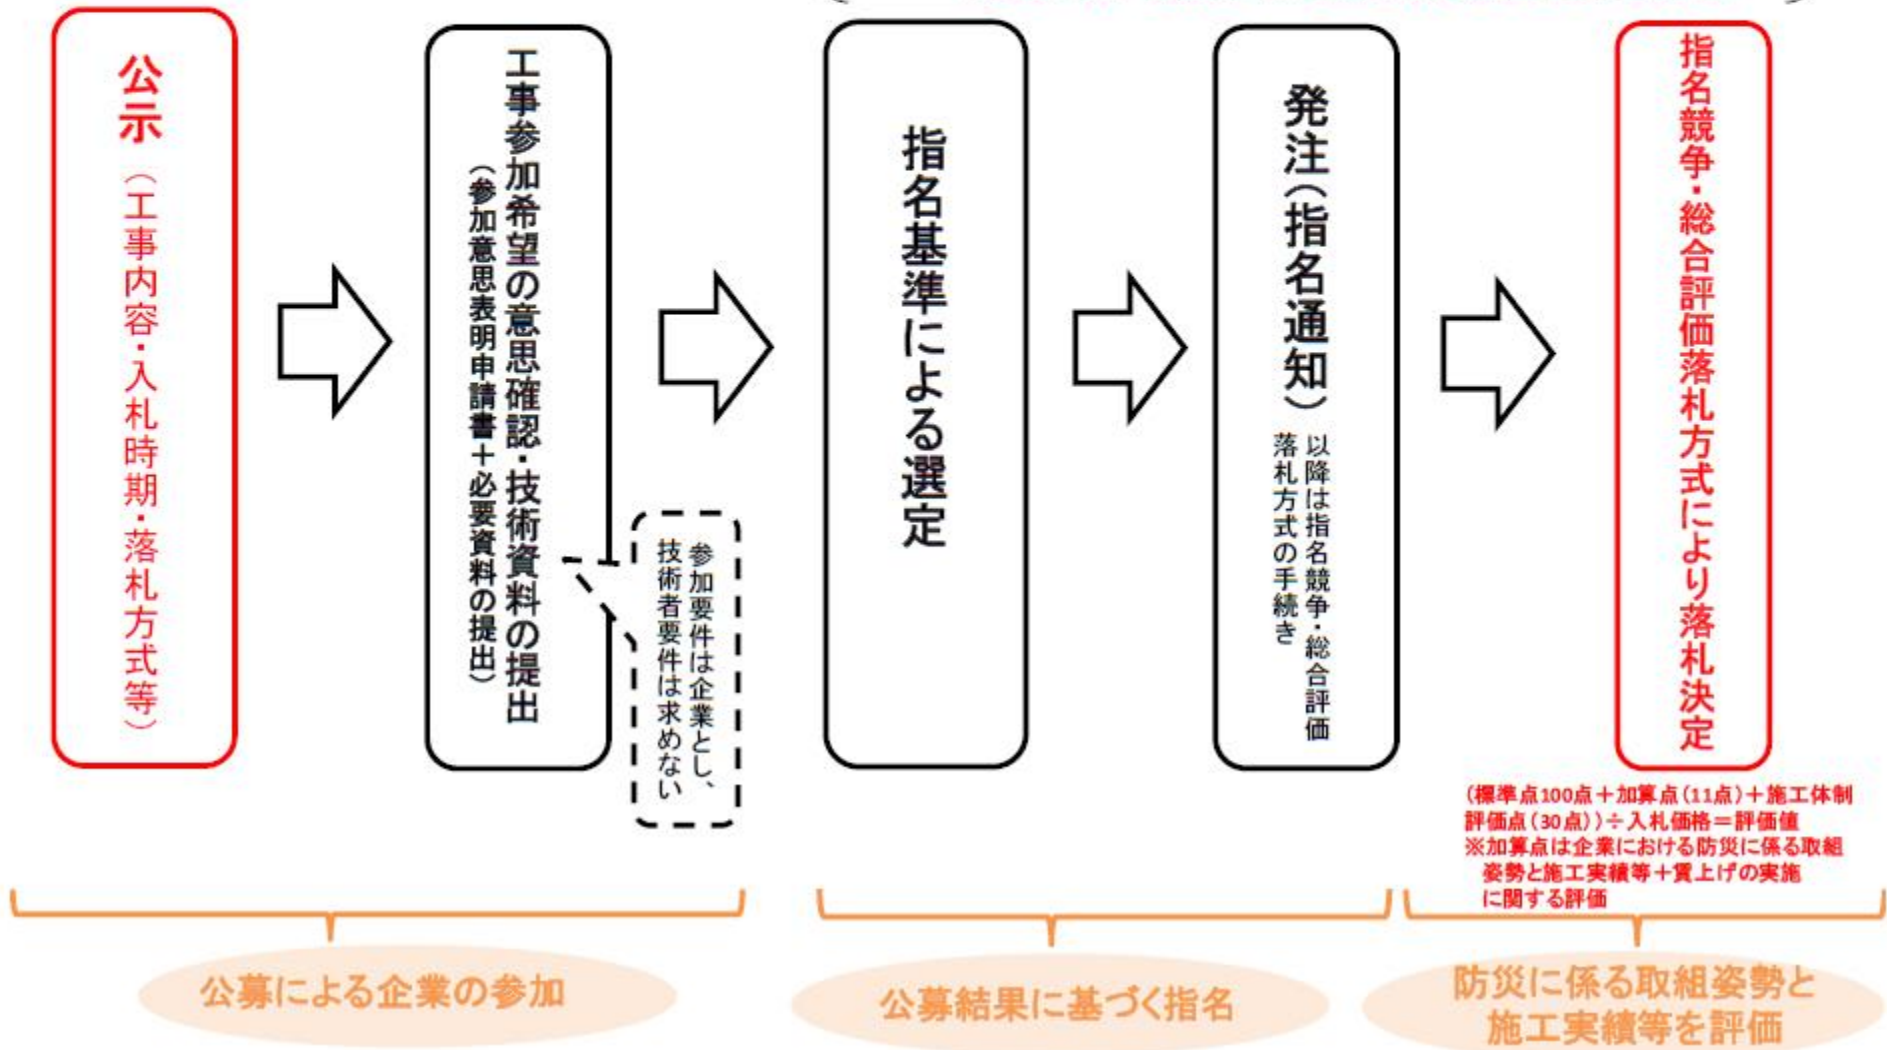 公示（工事内容・入札時期・落札方式等）
工事参加希望の意思確認・技術資料の提出
（参加意思表明申請書＋必要資料の提出）
参加要件は企業とし、
技術者要件は求めない
指名基準による選定
発注（指名通知）
以降は指名競争・総合評価
落札方式の手続き
指名競争・総合評価落札方式により落札決定
(標準点100点＋加算点(11点)＋施工体制
評価点(30点))÷入札価格＝評価値
※加算点は企業における防災に係る取組
姿勢と施工実績等＋賃上げの実施
に関する評価
公募による企業の参加
公募結果に基づく指名
防災に係る取組姿勢と
施工実績等を評価